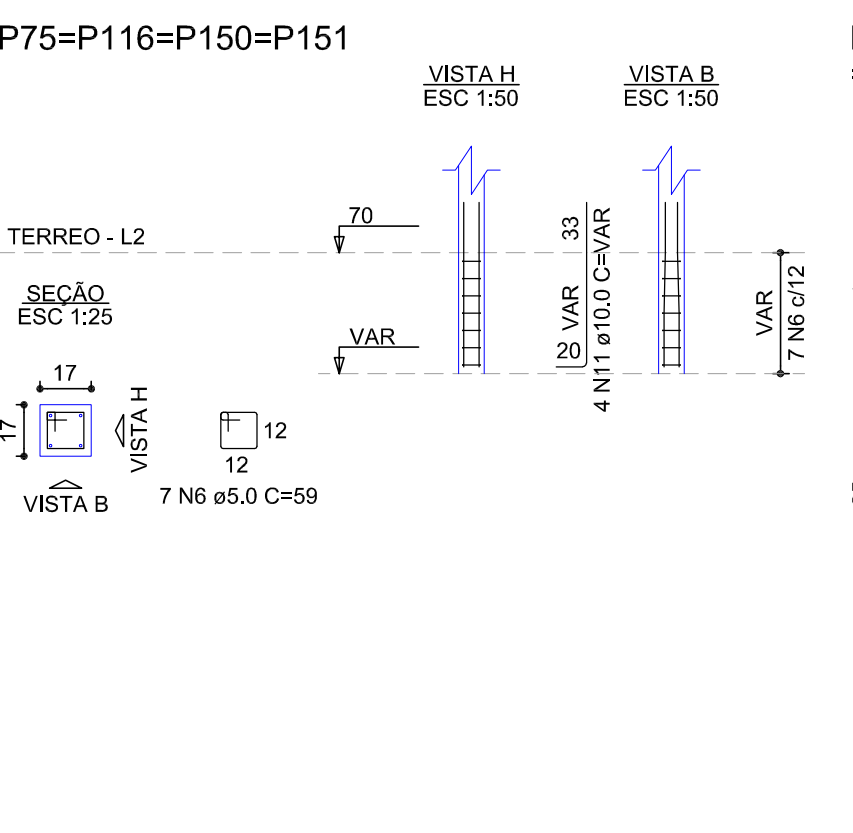 P75=P116=P150=P151
VISTA H
ESC 1:50
VISTA B
ESC 1:50
TERREO - L2
70
VAR
SEÇÃO
ESC 1:25
17
17
VISTA H
VISTA B
12
12
7 N6 ø5.0 C=59
33
VAR
20
4 N11 ø10.0 C=VAR
VAR
7 N6 c/12